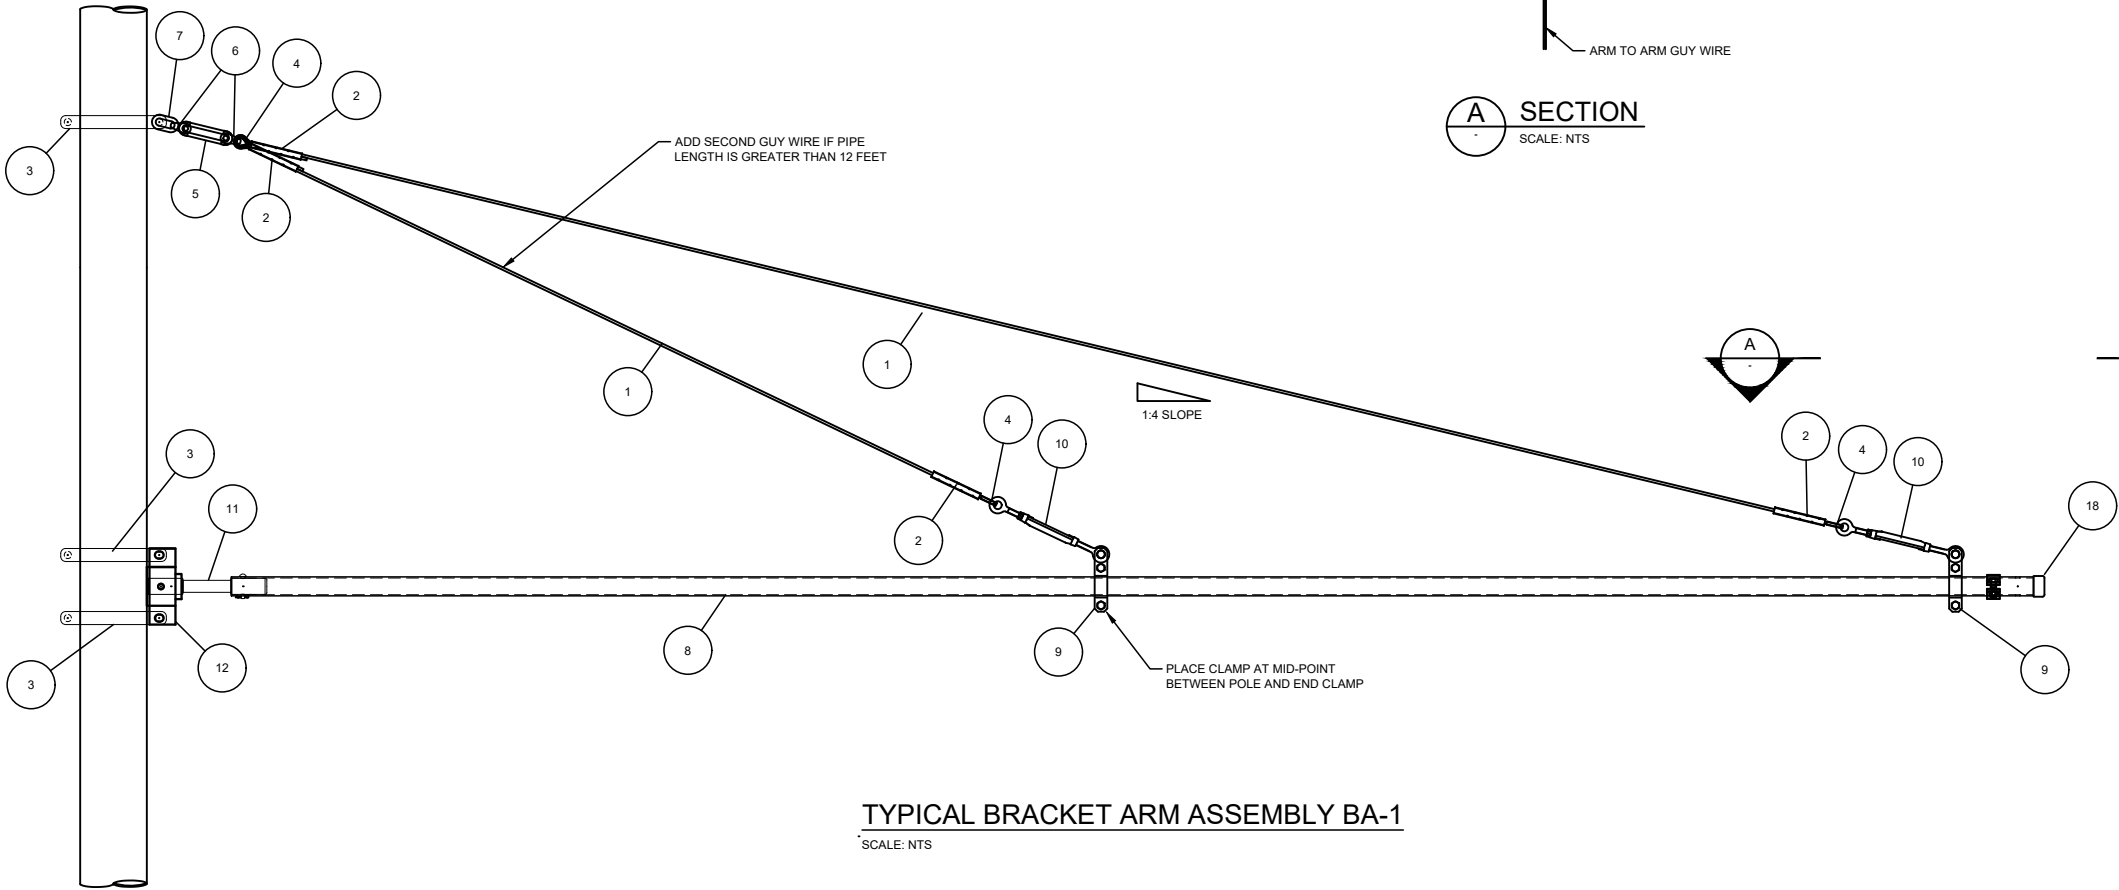 7
6
4
2
ARM TO ARM GUY WIRE
A
-
SECTION
SCALE: NTS
ADD SECOND GUY WIRE IF PIPE
LENGTH IS GREATER THAN 12 FEET
3
5
2
A
-
1
1
1:4 SLOPE
4
10
2
4
10
3
11
2
18
3
12
8
9
PLACE CLAMP AT MID-POINT
BETWEEN POLE AND END CLAMP
9
TYPICAL BRACKET ARM ASSEMBLY BA-1
SCALE: NTS